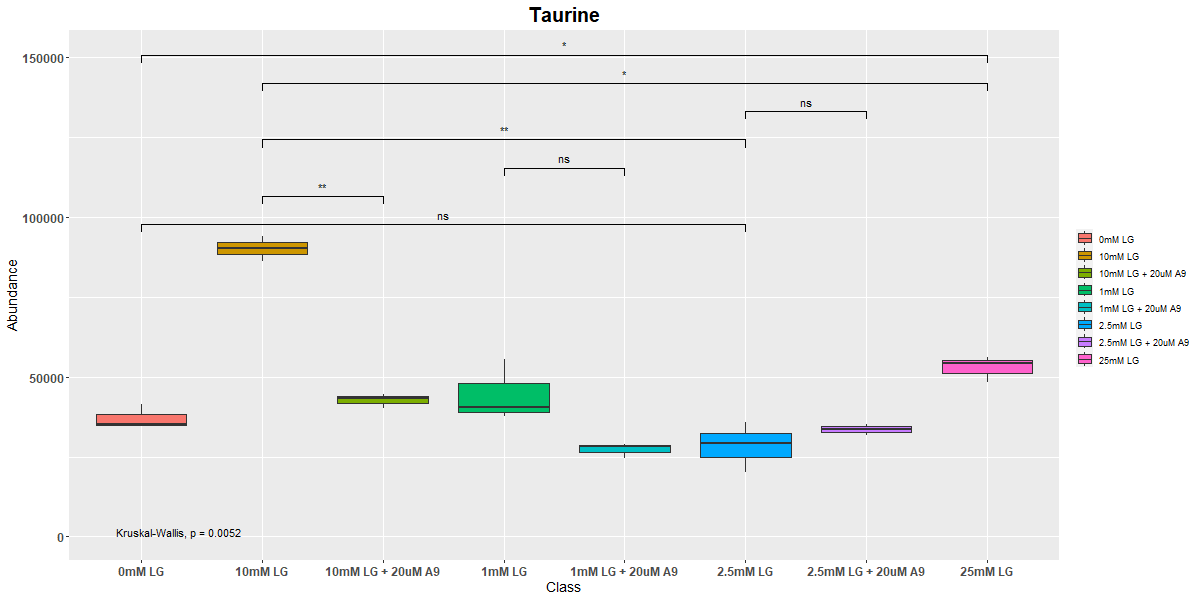 Taurine
150000
100000
50000
0
Abundance
*
*
ns
**
ns
**
ns
Kruskal-Wallis, p = 0.0052
0mM LG
10mM LG
10mM LG + 20uM A9
1mM LG
1mM LG + 20uM A9
2.5mM LG
2.5mM LG + 20uM A9
25mM LG
Class
0mM LG
10mM LG
10mM LG + 20uM A9
1mM LG
1mM LG + 20uM A9
2.5mM LG
2.5mM LG + 20uM A9
25mM LG